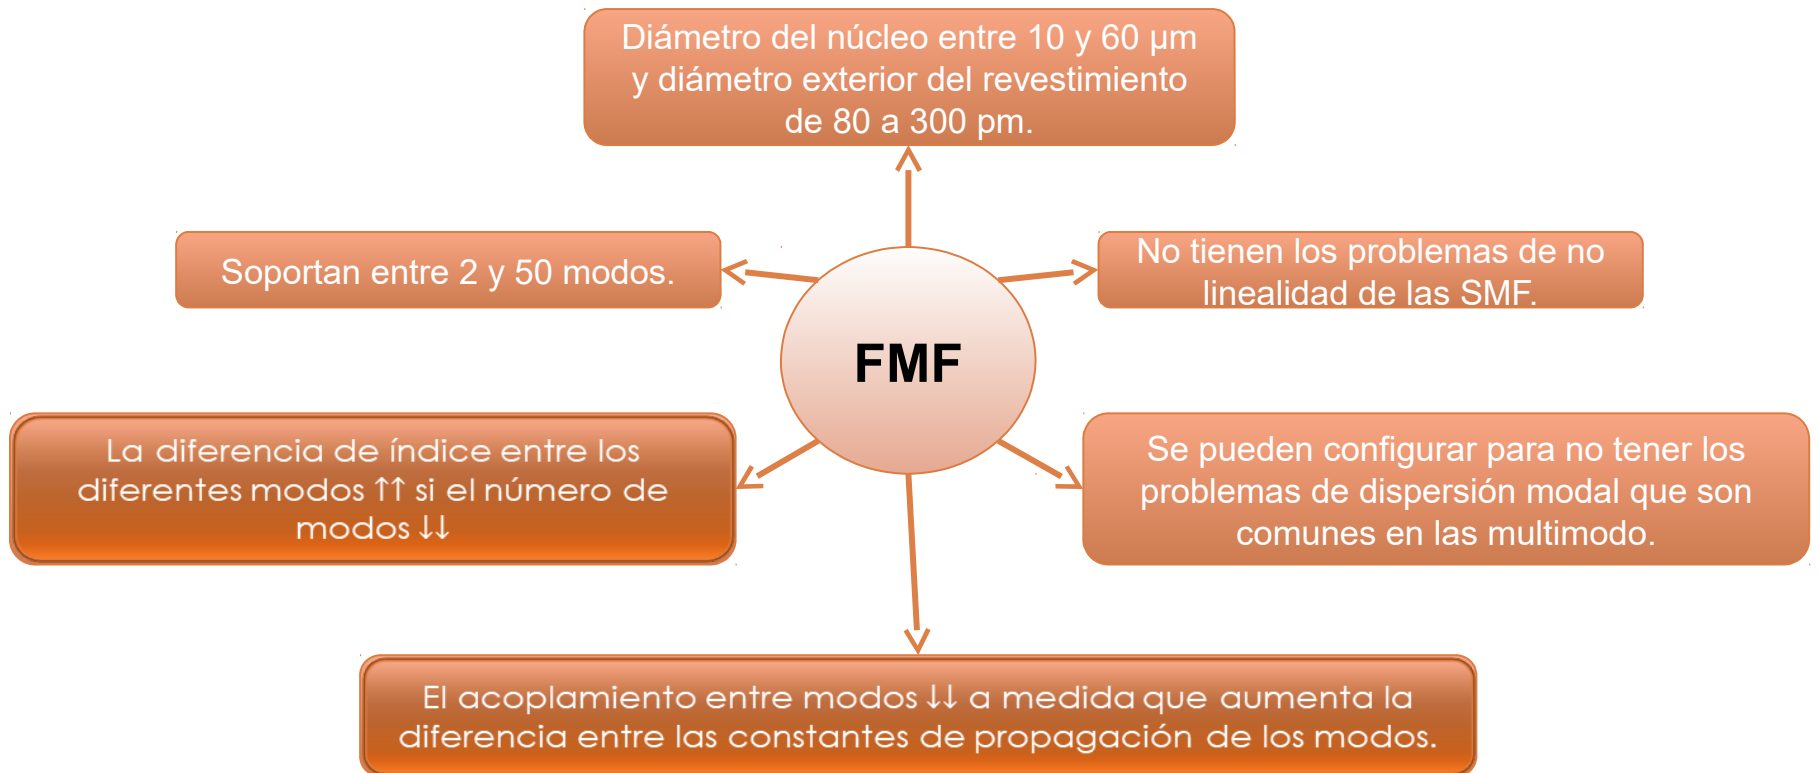 Diámetro del núcleo entre 10 y 60 μm
y diámetro exterior del revestimiento
de 80 a 300 pm.
Soportan entre 2 y 50 modos.
No tienen los problemas de no
linealidad de las SMF.
FMF
La diferencia de índice entre los
diferentes modos ↑↑ si el número de
modos ↓↓
Se pueden configurar para no tener los
problemas de dispersión modal que son
comunes en las multimodo.
El acoplamiento entre modos ↓↓ a medida que aumenta la
diferencia entre las constantes de propagación de los modos.